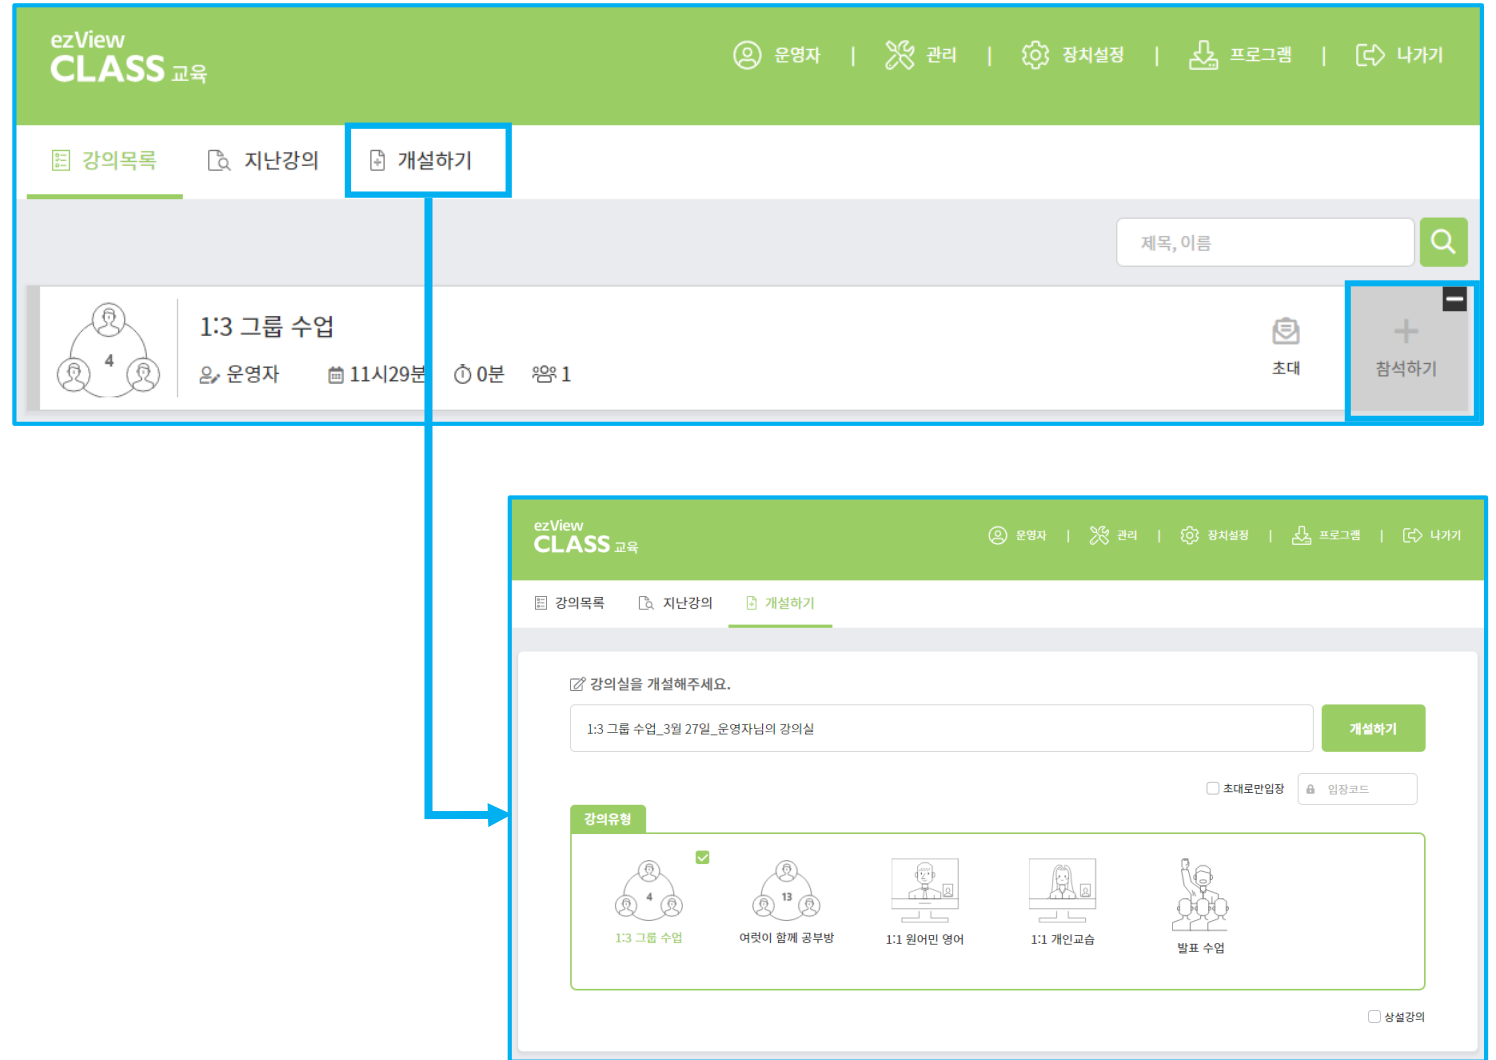 ezView
CLASS 교육
운영자 | 관리 | 장치설정 | 프로그램 | 나가기
강의목록 지난강의 개설하기
제목, 이름
1:3 그룹 수업
4
운영자 11시29분 0분 1
초대
참석하기
ezView
CLASS 교육
운영자 | 관리 | 장치설정 | 프로그램 | 나가기
강의목록 지난강의 개설하기
강의실을 개설해주세요.
1:3 그룹 수업_3월 27일_운영자님의 강의실
개설하기
초대로만입장 입장코드
강의유형
4 13
1:3 그룹 수업 여럿이 함께 공부방 1:1 원어민 영어 1:1 개인교습 발표 수업
상설강의